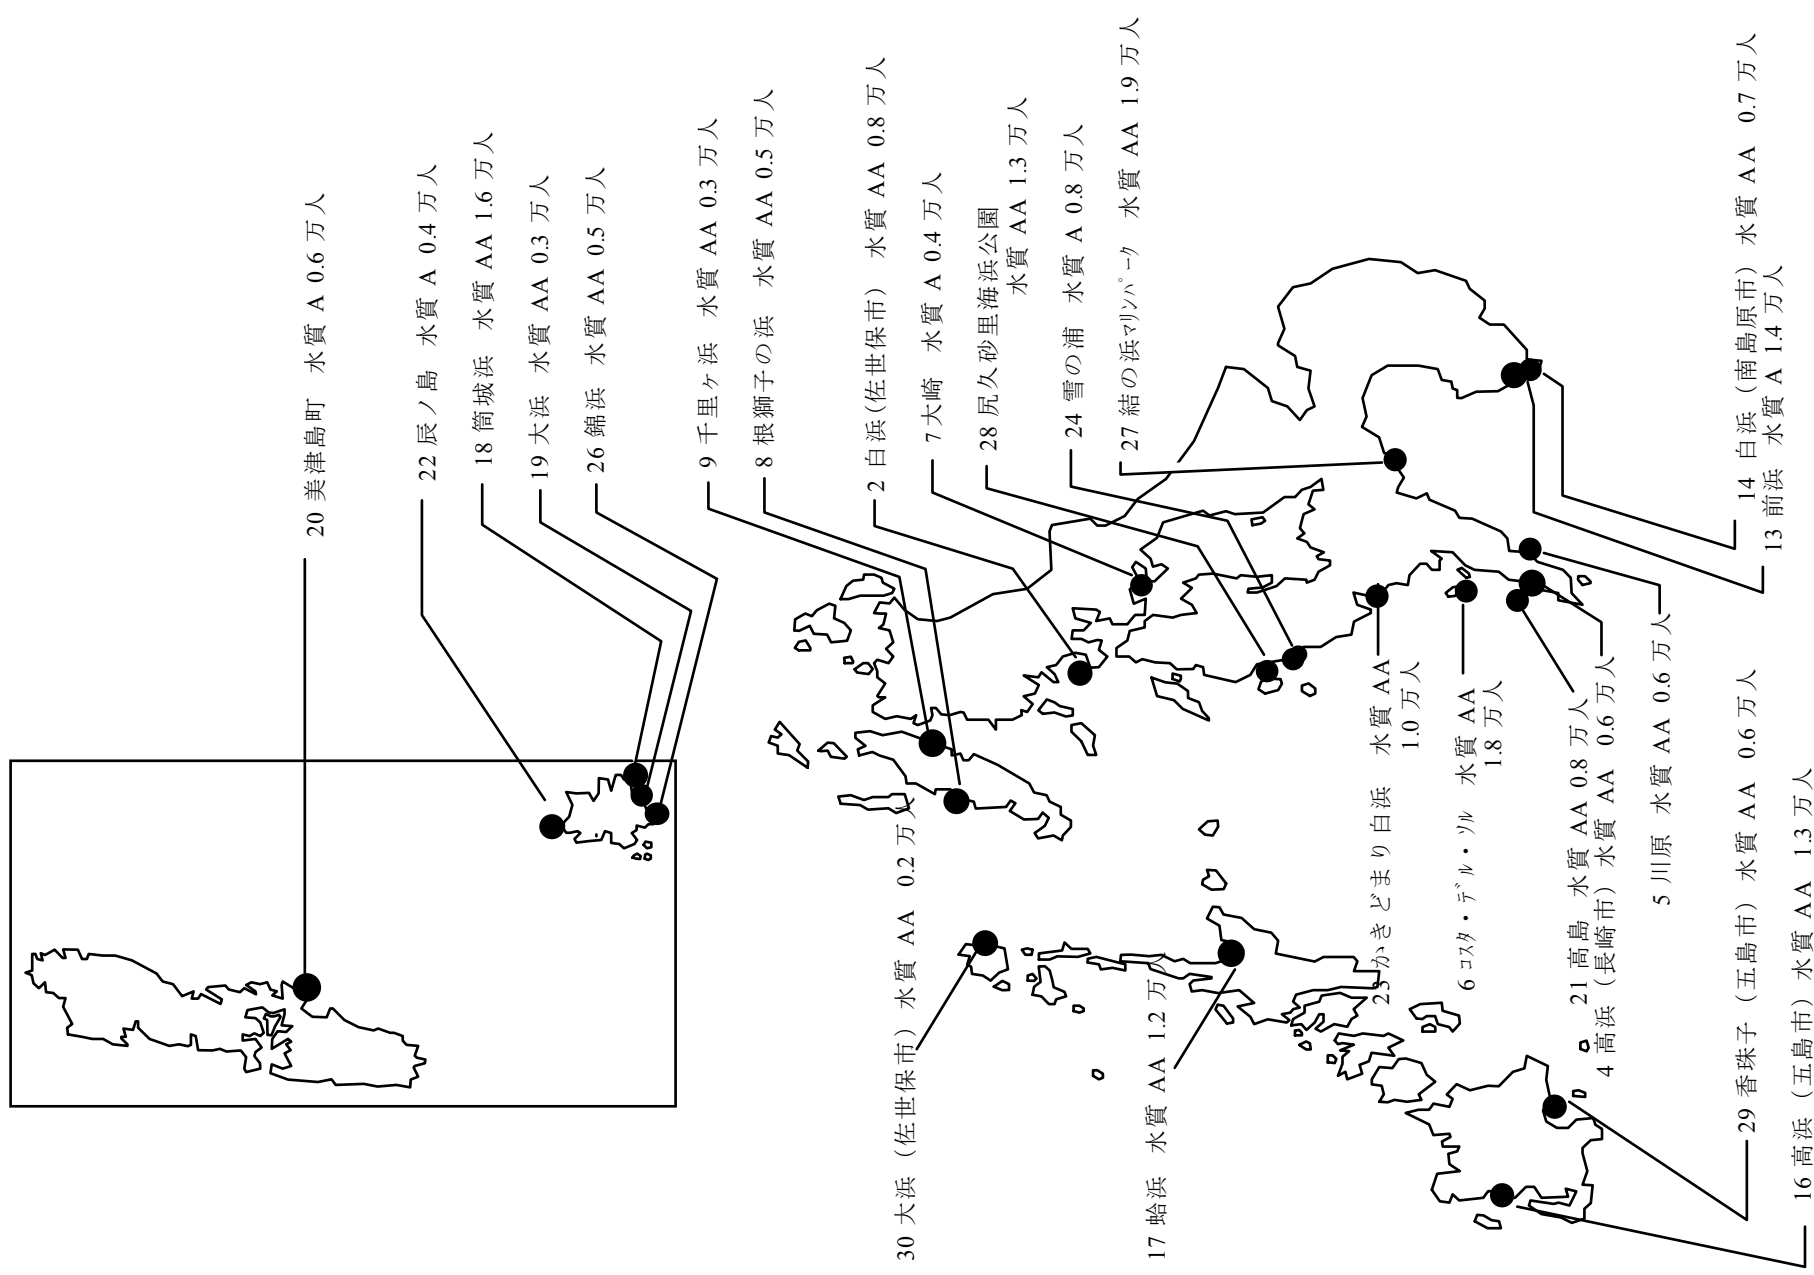 20 美津島町　水質 A 0.6 万人
22 辰ノ島　水質 A 0.4 万人
18 筒城浜　水質 AA 1.6 万人
19 大浜　水質 AA 0.3 万人
26 錦浜　水質 AA 0.5 万人
9 千里ヶ浜　水質 AA 0.3 万人
8 根獅子の浜　水質 AA 0.5 万人
2 白浜（佐世保市）　水質 AA 0.8 万人
7 大崎　水質 A 0.4 万人
28 尻久砂里海浜公園
水質 AA 1.3 万人
24 雪の浦　水質 A 0.8 万人
27 結の浜ﾏﾘﾝﾊﾟｰｸ　水質 AA 1.9 万人
14 白浜（南島原市）　水質 AA　0.7 万人
13 前浜　水質 A 1.4 万人
30 大浜（佐世保市）水質 AA　0.2 万人
17 蛤浜　水質 AA 1.2 万人
23 かきどまり白浜　水質 AA
1.0 万人
6 ｺｽﾀ・ﾃﾞﾙ・ｿﾙ　水質 AA
1.8 万人
21 高島　水質 AA 0.8 万人
4 高浜（長崎市）水質 AA　0.6 万人
5 川原　水質 AA 0.6 万人
29 香珠子（五島市）水質 AA　0.6 万人
16 高浜（五島市）水質 AA　1.3 万人